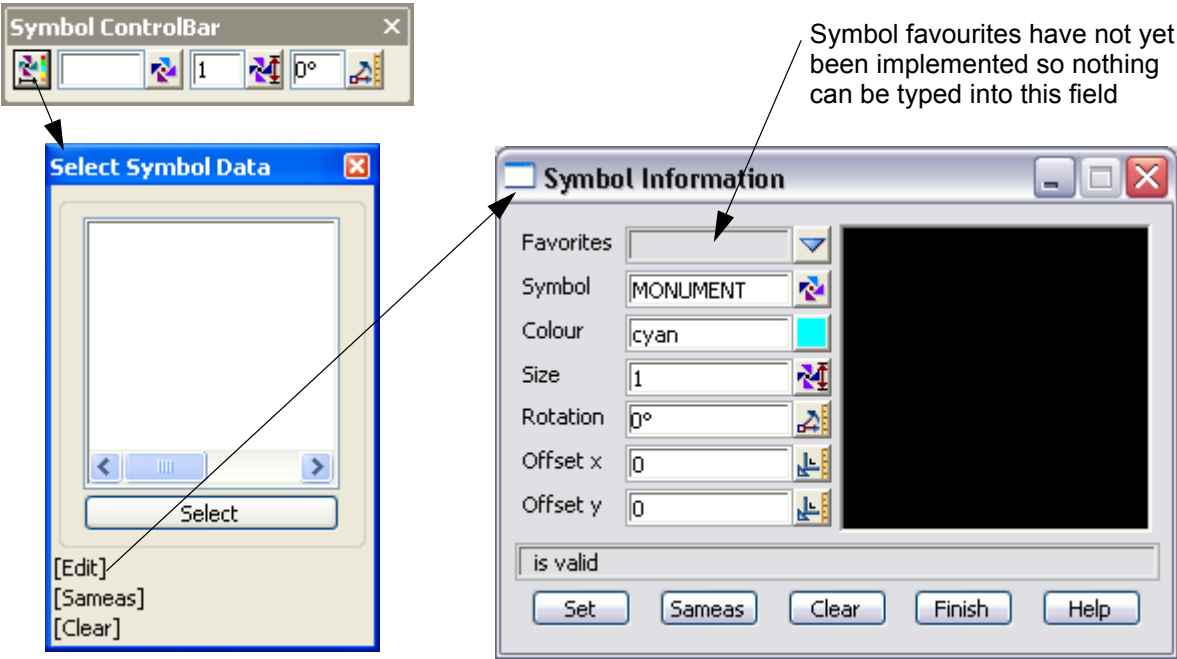 Symbol ControlBar
1 0°
Symbol favourites have not yet
been implemented so nothing
can be typed into this field
Select Symbol Data
Select
[Edit]
[Sameas]
[Clear]
Symbol Information
Favorites
Symbol MONUMENT
Colour cyan
Size 1
Rotation 0°
Offset x 0
Offset y 0
is valid
Set Sameas Clear Finish Help